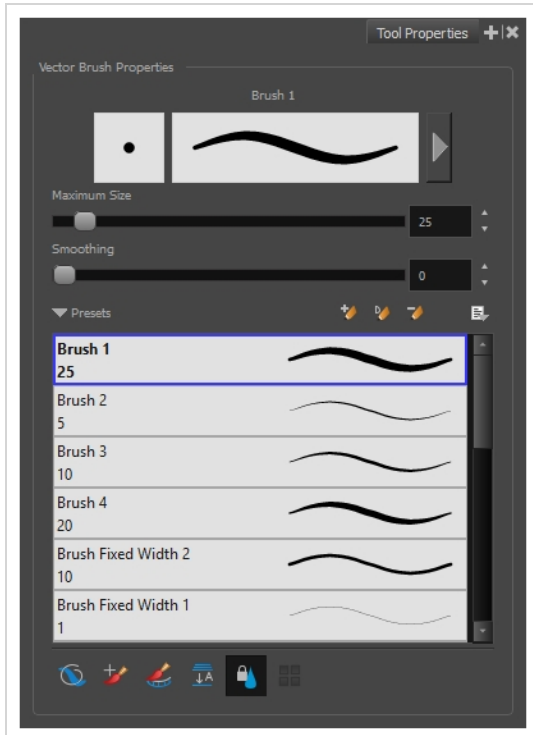 Tool Properties
Vector Brush Properties
Brush 1
Maximum Size
25
Smoothing
0
Presets
Brush 1
25
Brush 2
5
Brush 3
10
Brush 4
20
Brush Fixed Width 2
10
Brush Fixed Width 1
1